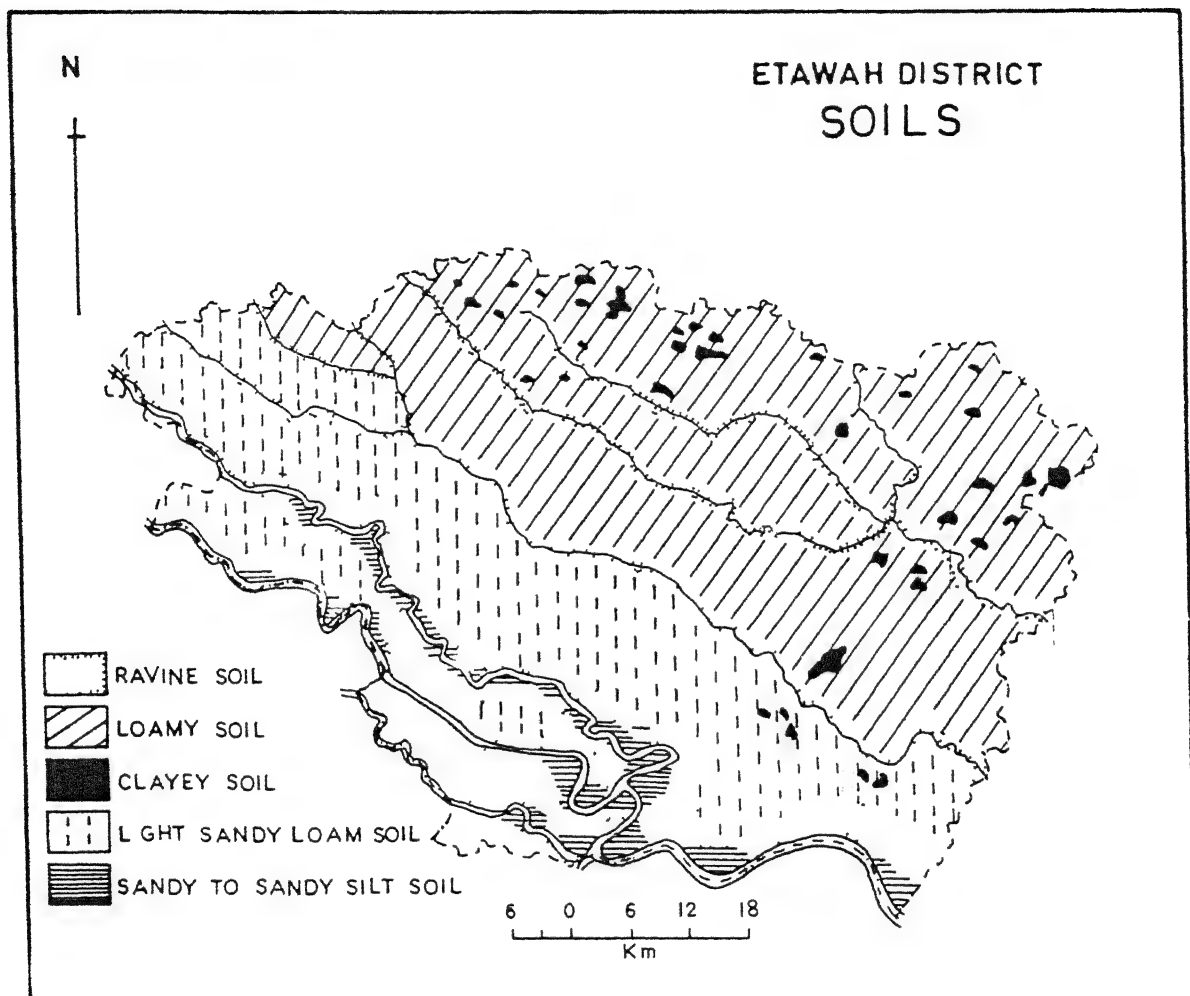 N
ETAWAH DISTRICT
SOILS
RAVINE SOIL
LOAMY SOIL
CLAYEY SOIL
L GHT SANDY LOAM SOIL
SANDY TO SANDY SILT SOIL
6 0 6 12 18
Km